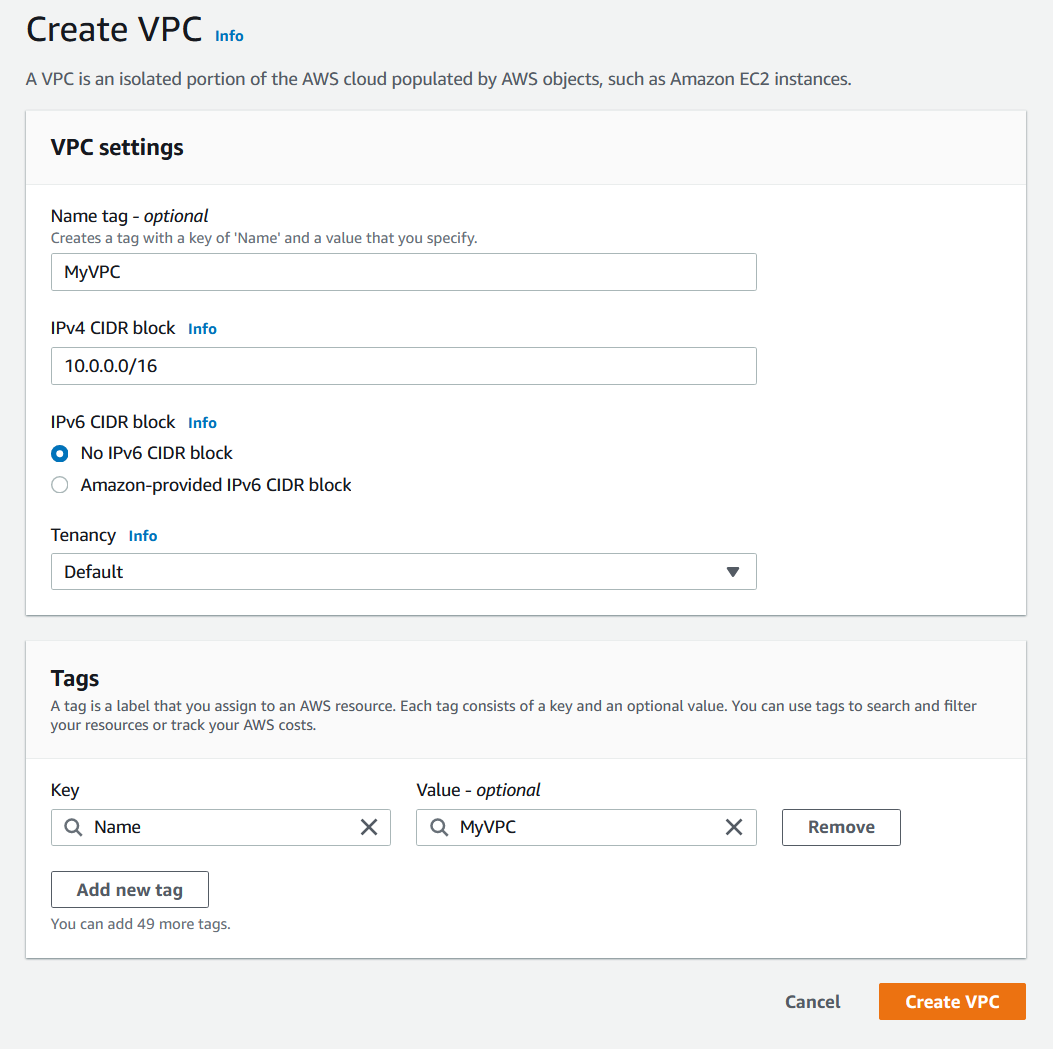 Create VPC Info
A VPC is an isolated portion of the AWS cloud populated by AWS objects, such as Amazon EC2 instances.
VPC settings
Name tag - optional
Creates a tag with a key of 'Name' and a value that you specify.
MyVPC
IPv4 CIDR block Info
10.0.0.0/16
IPv6 CIDR block Info
No IPv6 CIDR block
Amazon-provided IPv6 CIDR block
Tenancy Info
Default
Tags
A tag is a label that you assign to an AWS resource. Each tag consists of a key and an optional value. You can use tags to search and filter
your resources or track your AWS costs.
Key Value - optional
Name MyVPC Remove
Add new tag
You can add 49 more tags.
Cancel Create VPC